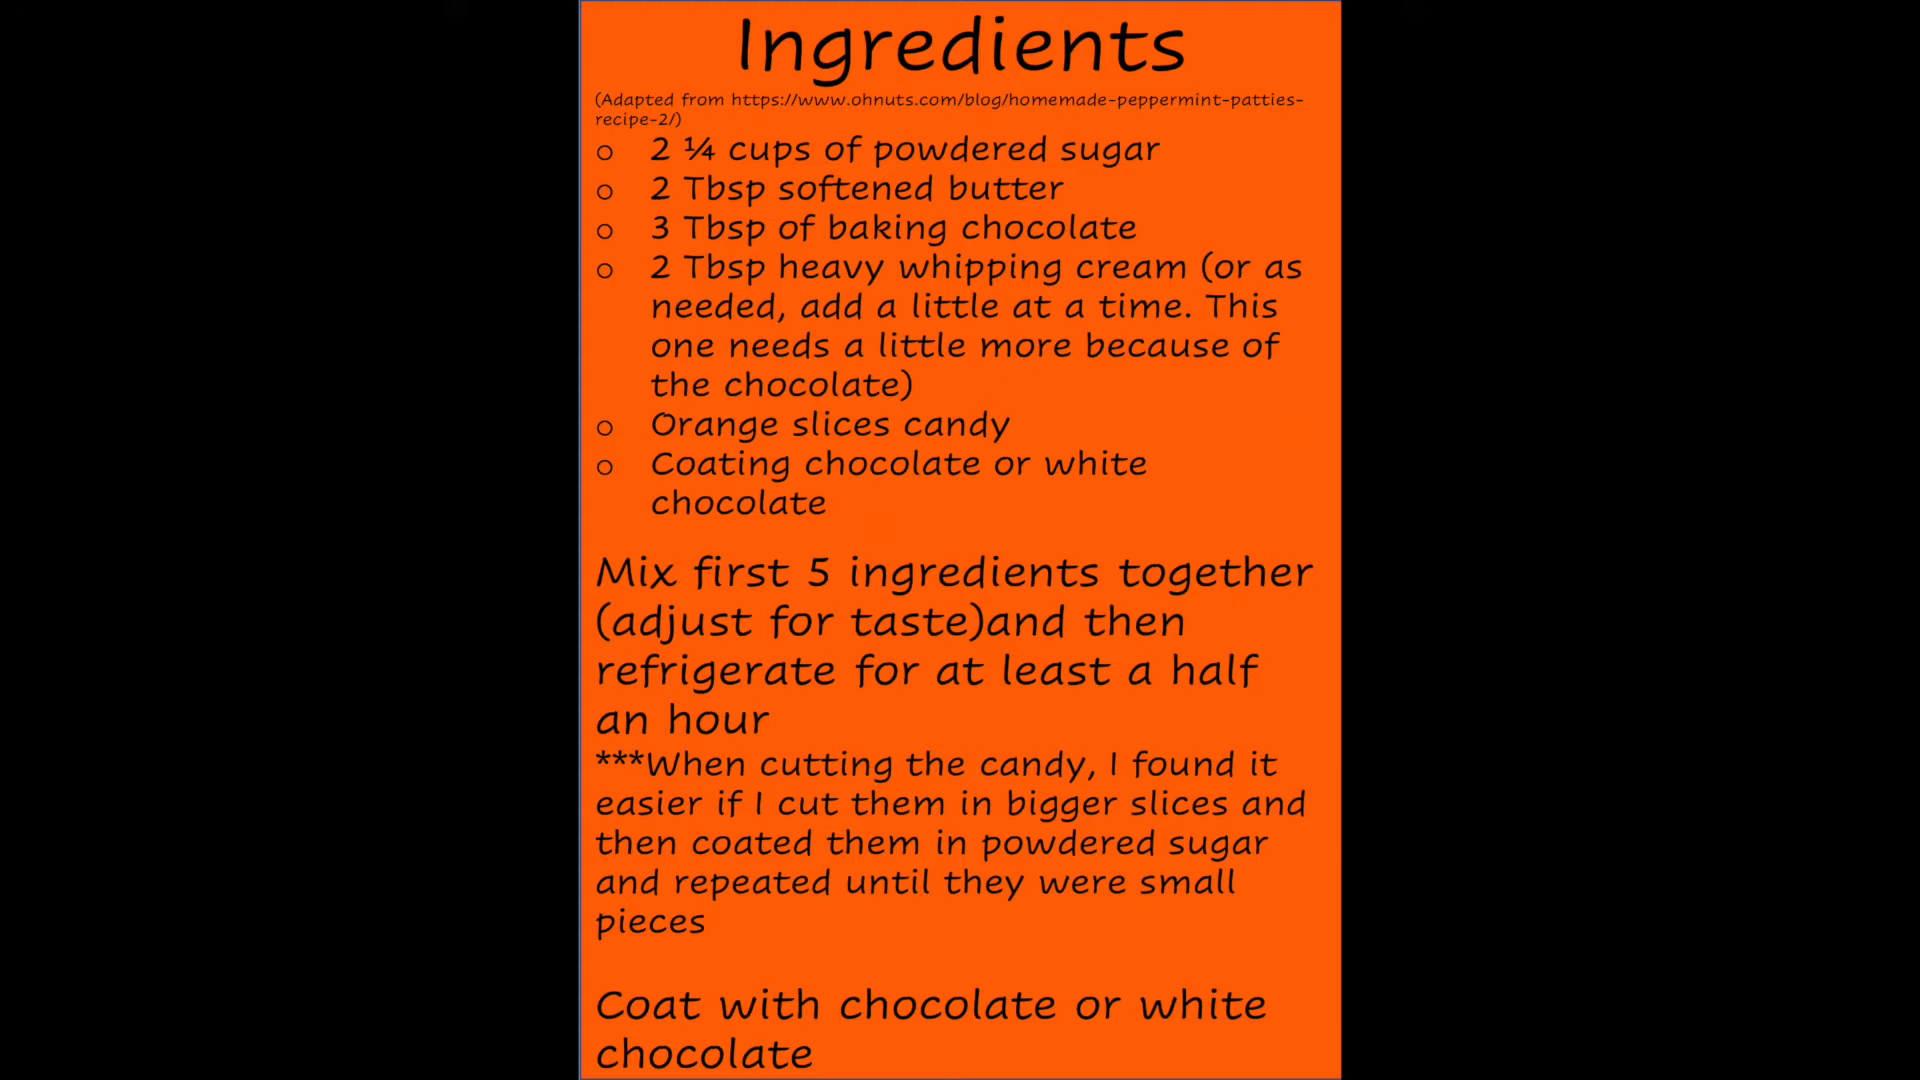 Ingredients
(Adapted from https://www.ohnuts.com/blog/homemade-peppermint-patties-
recipe-2/)
o 2 ¼ cups of powdered sugar
o 2 Tbsp softened butter
o 3 Tbsp of baking chocolate
o 2 Tbsp heavy whipping cream (or as
needed, add a little at a time. This
one needs a little more because of
the chocolate)
o Orange slices candy
o Coating chocolate or white
chocolate
Mix first 5 ingredients together
(adjust for taste)and then
refrigerate for at least a half
an hour
***When cutting the candy, I found it
easier if I cut them in bigger slices and
then coated them in powdered sugar
and repeated until they were small
pieces
Coat with chocolate or white
chocolate